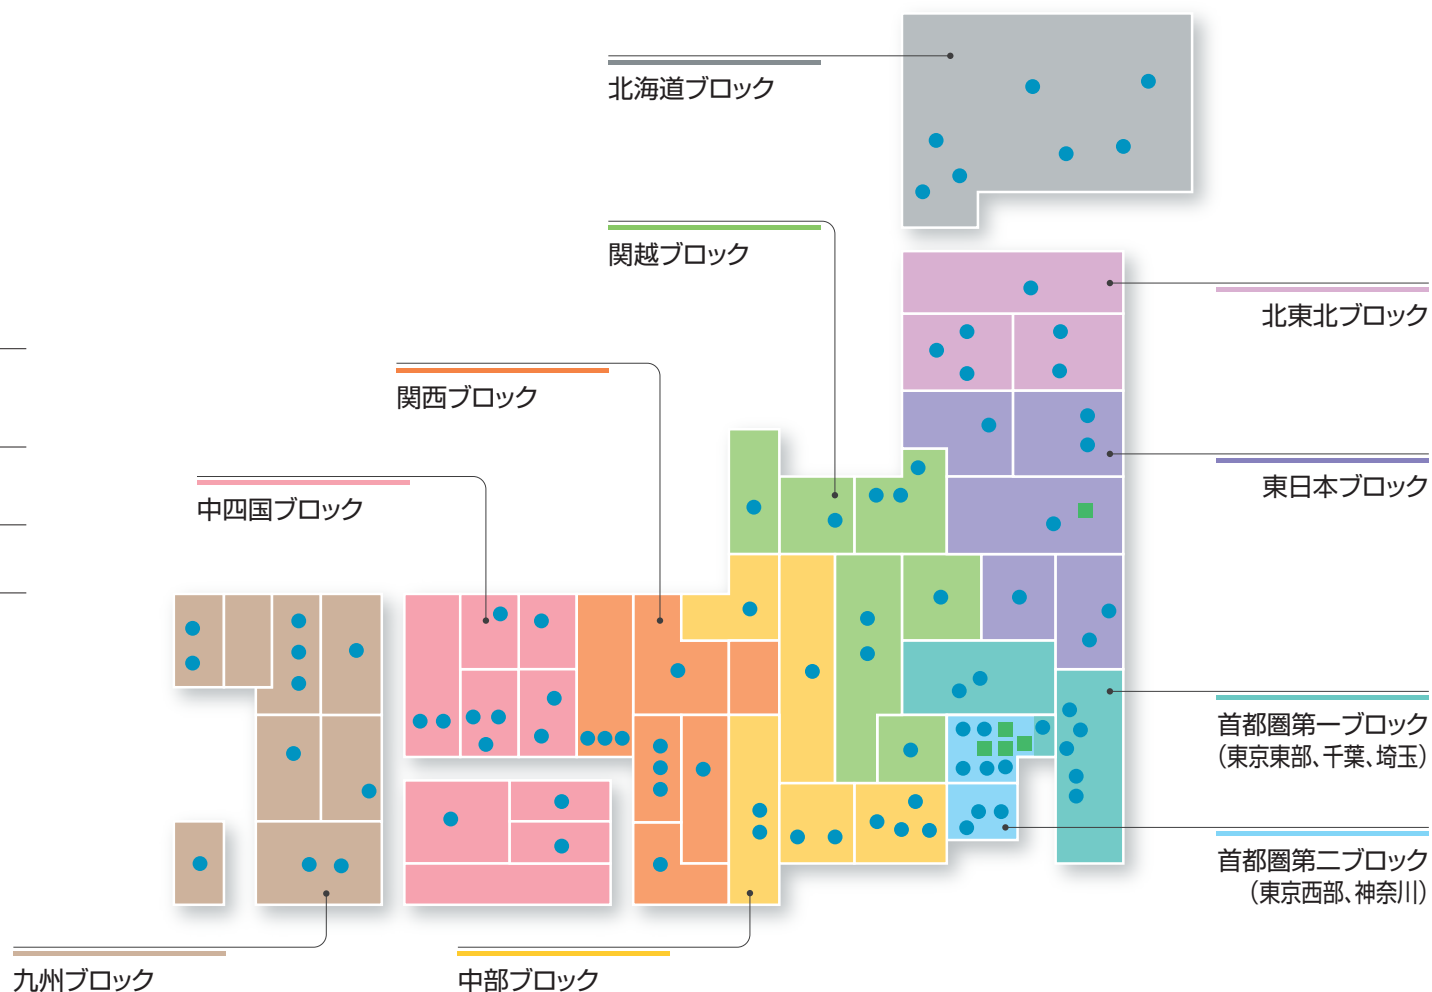 北海道ブロック
関越ブロック
北東北ブロック
関西ブロック
東日本ブロック
中四国ブロック
首都圏第一ブロック
（東京東部、千葉、埼玉）
首都圏第二ブロック
（東京西部、神奈川）
九州ブロック
中部ブロック